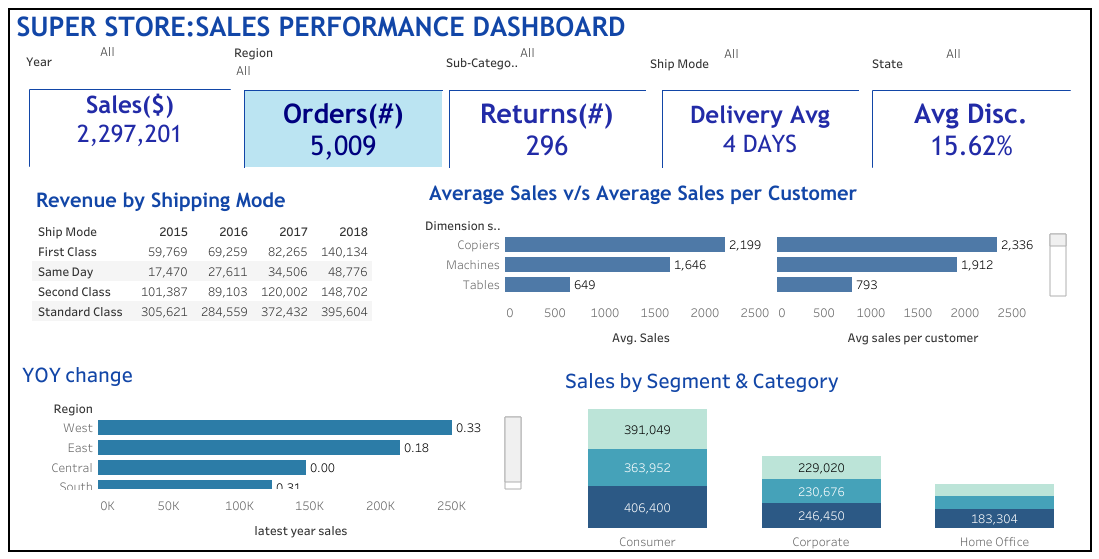 SUPER STORE:SALES PERFORMANCE DASHBOARD
Year
All
Region
All
Sub-Catego..
All
Ship Mode
All
State
All
Sales($)
2,297,201
Orders(#)
5,009
Returns(#)
296
Delivery Avg
4 DAYS
Avg Disc.
15.62%
Revenue by Shipping Mode
Ship Mode 2015 2016 2017 2018
First Class 59,769 69,259 82,265 140,134
Same Day 17,470 27,611 34,506 48,776
Second Class 101,387 89,103 120,002 148,702
Standard Class 305,621 284,559 372,432 395,604
Average Sales v/s Average Sales per Customer
Dimension s..
Copiers 2,199 2,336
Machines 1,646 1,912
Tables 649 793
0 500 1000 1500 2000 2500 0 500 1000 1500 2000 2500
Avg. Sales Avg sales per customer
YOY change
Region
West 0.33
East 0.18
Central 0.00
South 0.31
0K 50K 100K 150K 200K 250K
latest year sales
Sales by Segment & Category
391,049
363,952
406,400
229,020
230,676
246,450
183,304
Consumer Corporate Home Office